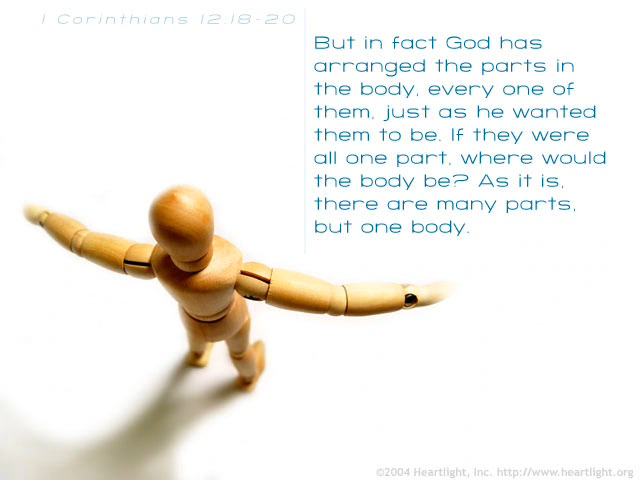 1 Corinthians 12.18-20
But in fact God has
arranged the parts in
the body, every one of
them, just as he wanted
them to be. If they were
all one part, where would
the body be? As it is,
there are many parts,
but one body.
©2004 Heartlight, Inc. http://www.heartlight.org